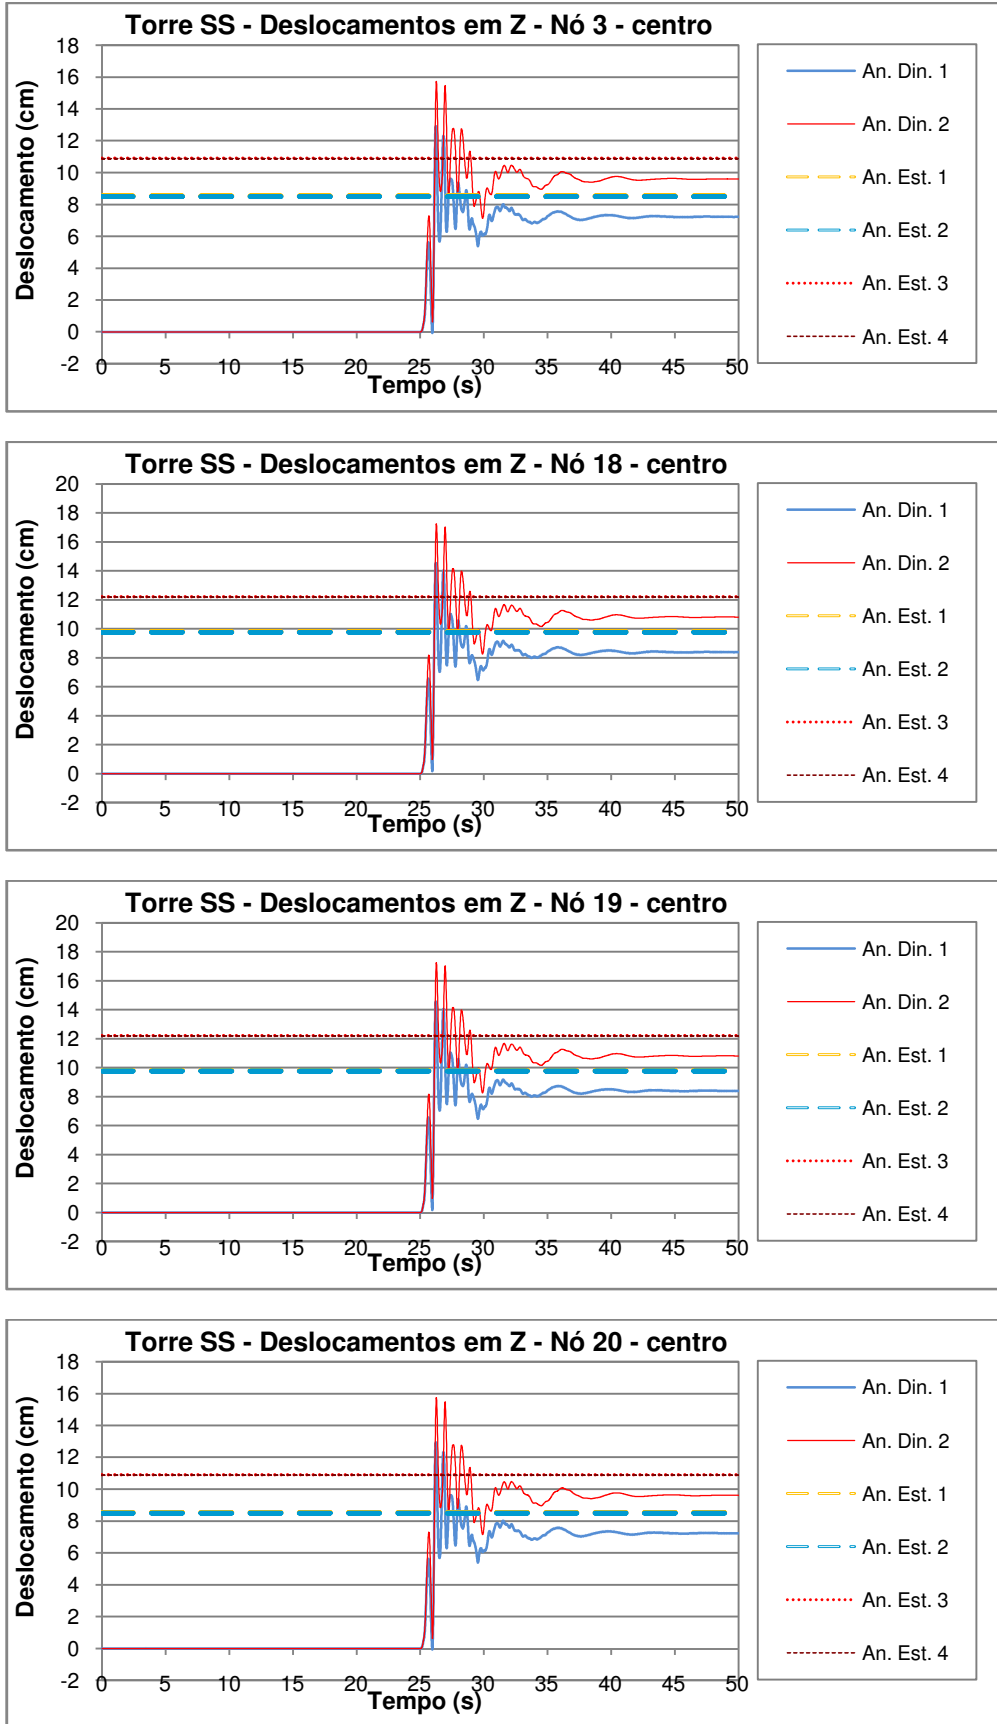 Torre SS - Deslocamentos em Z - Nó 3 - centro
Deslocamento (cm)
18
16
14
12
10
8
6
4
2
0
-2
0 5 10 15 20 25 30 35 40 45 50
Tempo (s)
An. Din. 1
An. Din. 2
An. Est. 1
An. Est. 2
An. Est. 3
An. Est. 4
Torre SS - Deslocamentos em Z - Nó 18 - centro
Deslocamento (cm)
20
18
16
14
12
10
8
6
4
2
0
-2
0 5 10 15 20 25 30 35 40 45 50
Tempo (s)
An. Din. 1
An. Din. 2
An. Est. 1
An. Est. 2
An. Est. 3
An. Est. 4
Torre SS - Deslocamentos em Z - Nó 19 - centro
Deslocamento (cm)
20
18
16
14
12
10
8
6
4
2
0
-2
0 5 10 15 20 25 30 35 40 45 50
Tempo (s)
An. Din. 1
An. Din. 2
An. Est. 1
An. Est. 2
An. Est. 3
An. Est. 4
Torre SS - Deslocamentos em Z - Nó 20 - centro
Deslocamento (cm)
18
16
14
12
10
8
6
4
2
0
-2
0 5 10 15 20 25 30 35 40 45 50
Tempo (s)
An. Din. 1
An. Din. 2
An. Est. 1
An. Est. 2
An. Est. 3
An. Est. 4